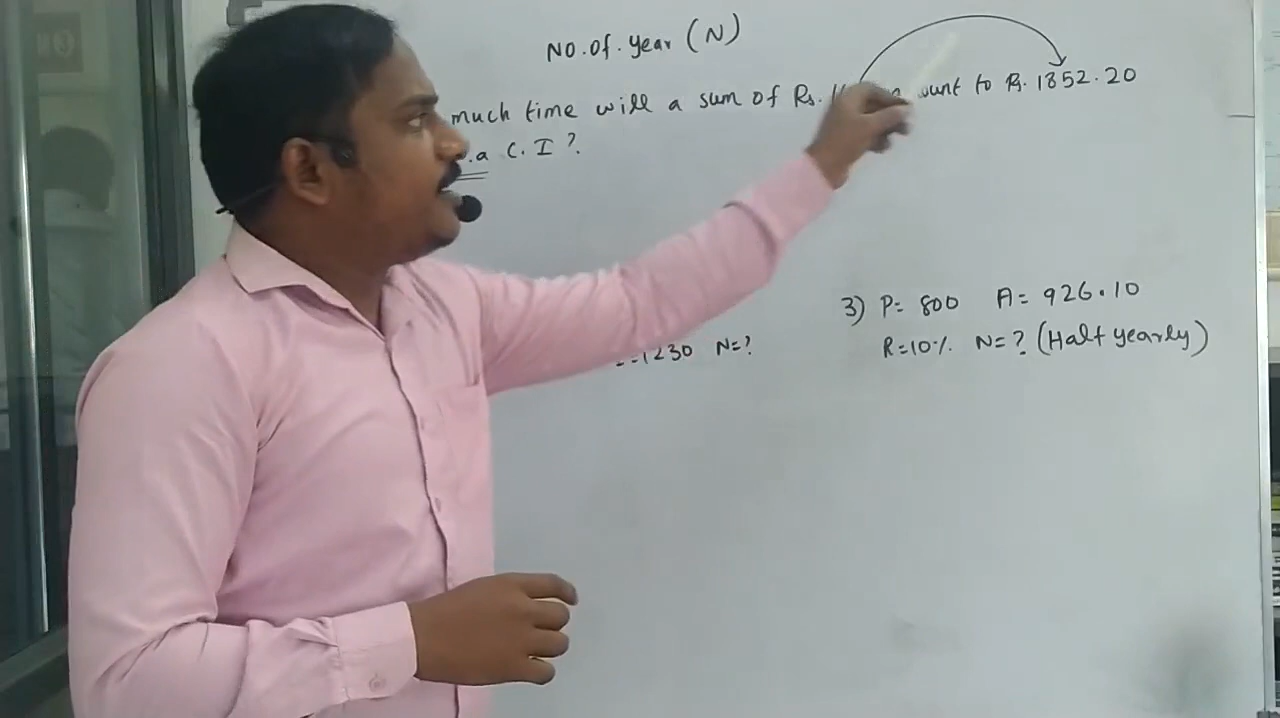 NO.Of.year (N)
much time will a sum of Rs. to Rs. 1852.20
.a C.I ?
3) P= 800 A= 926.10
=1230 N=?
R=10% N=? (Half yearly)